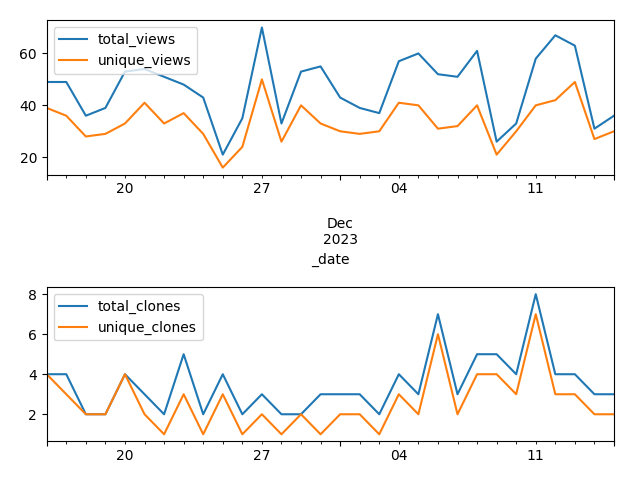 total_views
unique_views
60
40
20
20 27 04 11
Dec
2023
_date
total_clones
unique_clones
8
6
4
2
20 27 04 11